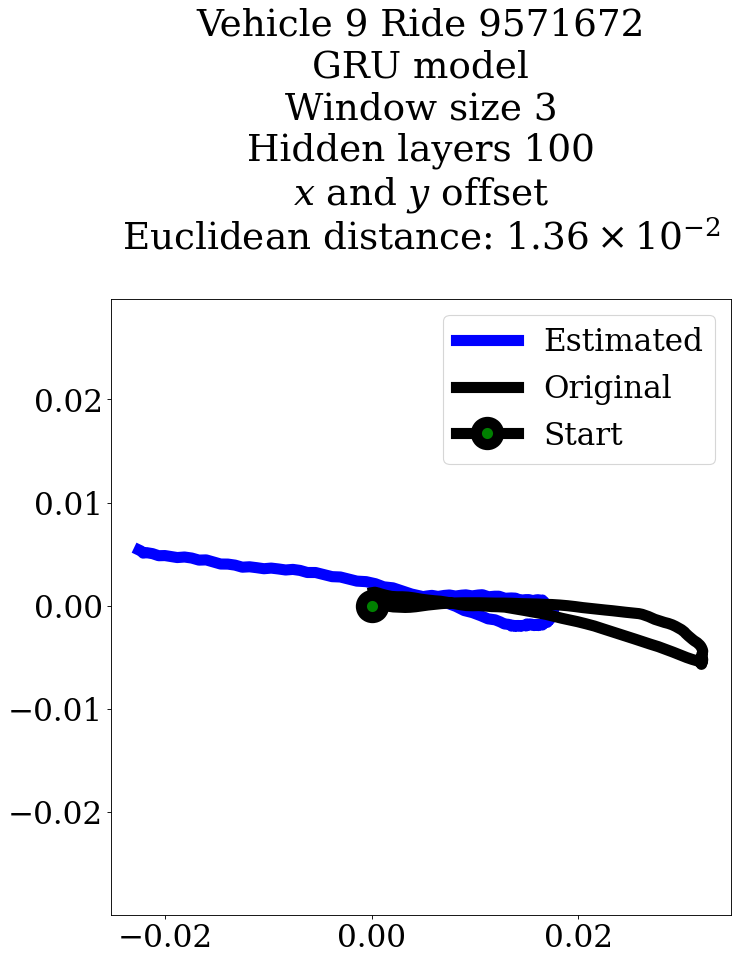 Vehicle 9 Ride 9571672
GRU model
Window size 3
Hidden layers 100
x and y offset
Euclidean distance: 1.36 × 10⁻²
Estimated
Original
Start
0.02
0.01
0.00
−0.01
−0.02
−0.02 0.00 0.02